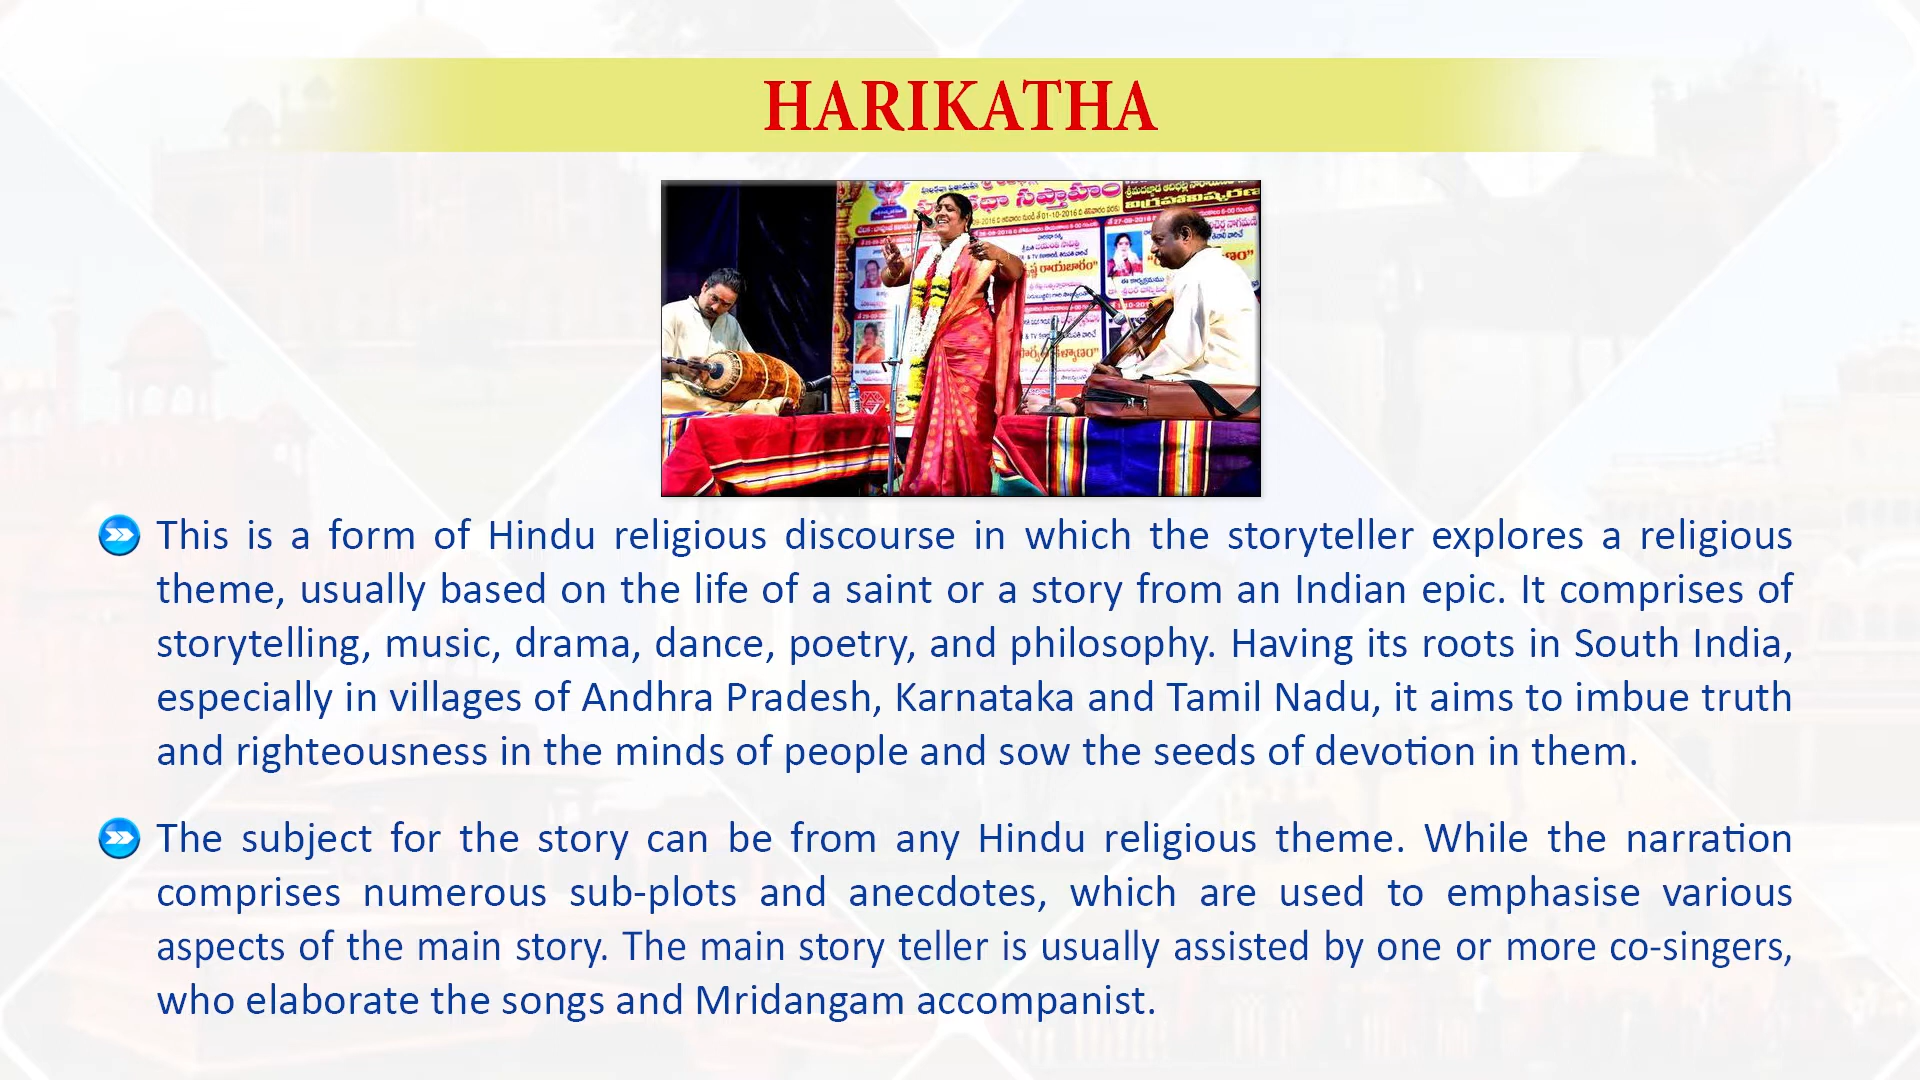 HARIKATHA
సప్తాహం
01-10-2016
రాయబారం"
This is a form of Hindu religious discourse in which the storyteller explores a religious
theme, usually based on the life of a saint or a story from an Indian epic. It comprises of
storytelling, music, drama, dance, poetry, and philosophy. Having its roots in South India,
especially in villages of Andhra Pradesh, Karnataka and Tamil Nadu, it aims to imbue truth
and righteousness in the minds of people and sow the seeds of devotion in them.
The subject for the story can be from any Hindu religious theme. While the narration
comprises numerous sub-plots and anecdotes, which are used to emphasise various
aspects of the main story. The main story teller is usually assisted by one or more co-singers,
who elaborate the songs and Mridangam accompanist.